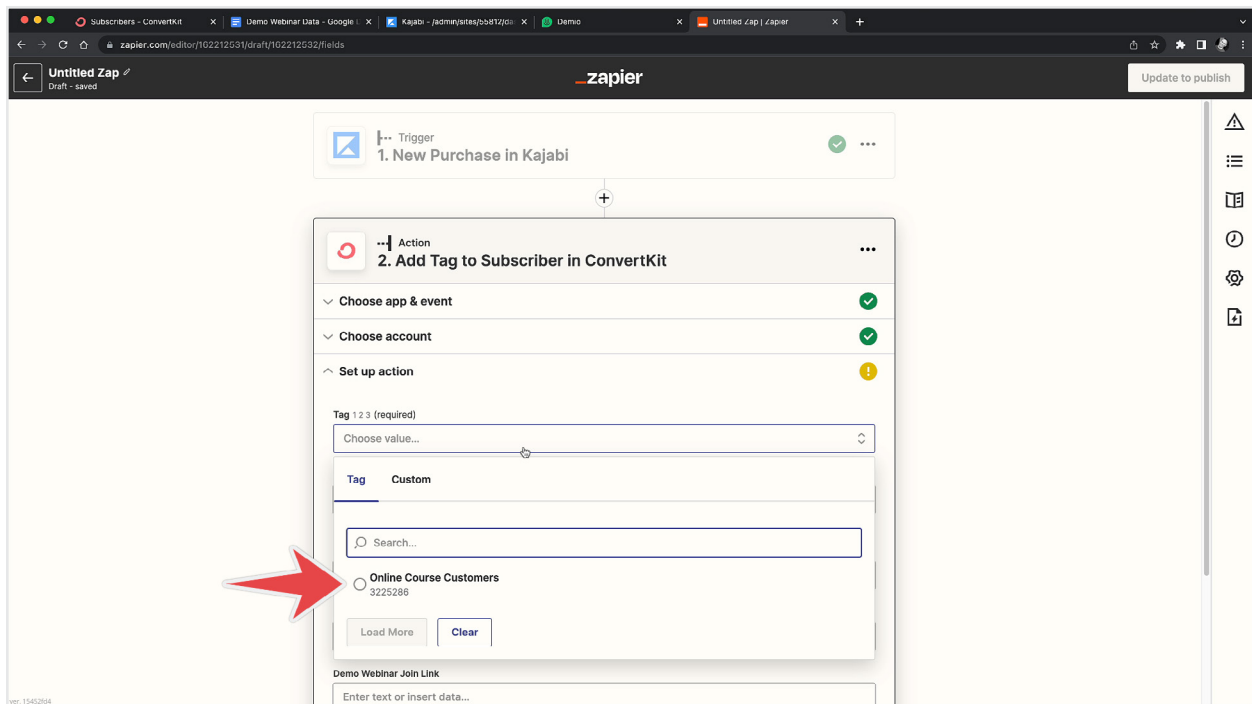 Subscribers - ConvertKit
Demo Webinar Data - Google D
Kajabi - /admin/sites/55812/da
Demio
Untitled Zap | Zapier
zapier.com/editor/162212531/draft/162212532/fields
Untitled Zap
Draft - saved
_zapier
Update to publish
Trigger
1. New Purchase in Kajabi
Action
2. Add Tag to Subscriber in ConvertKit
Choose app & event
Choose account
Set up action
Tag 1 2 3 (required)
Choose value...
Tag Custom
Search...
Online Course Customers
3225286
Load More Clear
Demo Webinar Join Link
Enter text or insert data...
ver. 15452fd4